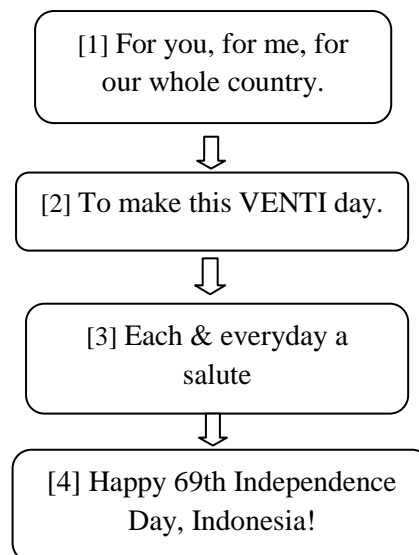 [1] For you, for me, for
our whole country.
[2] To make this VENTI day.
[3] Each & everyday a
salute
[4] Happy 69th Independence
Day, Indonesia!